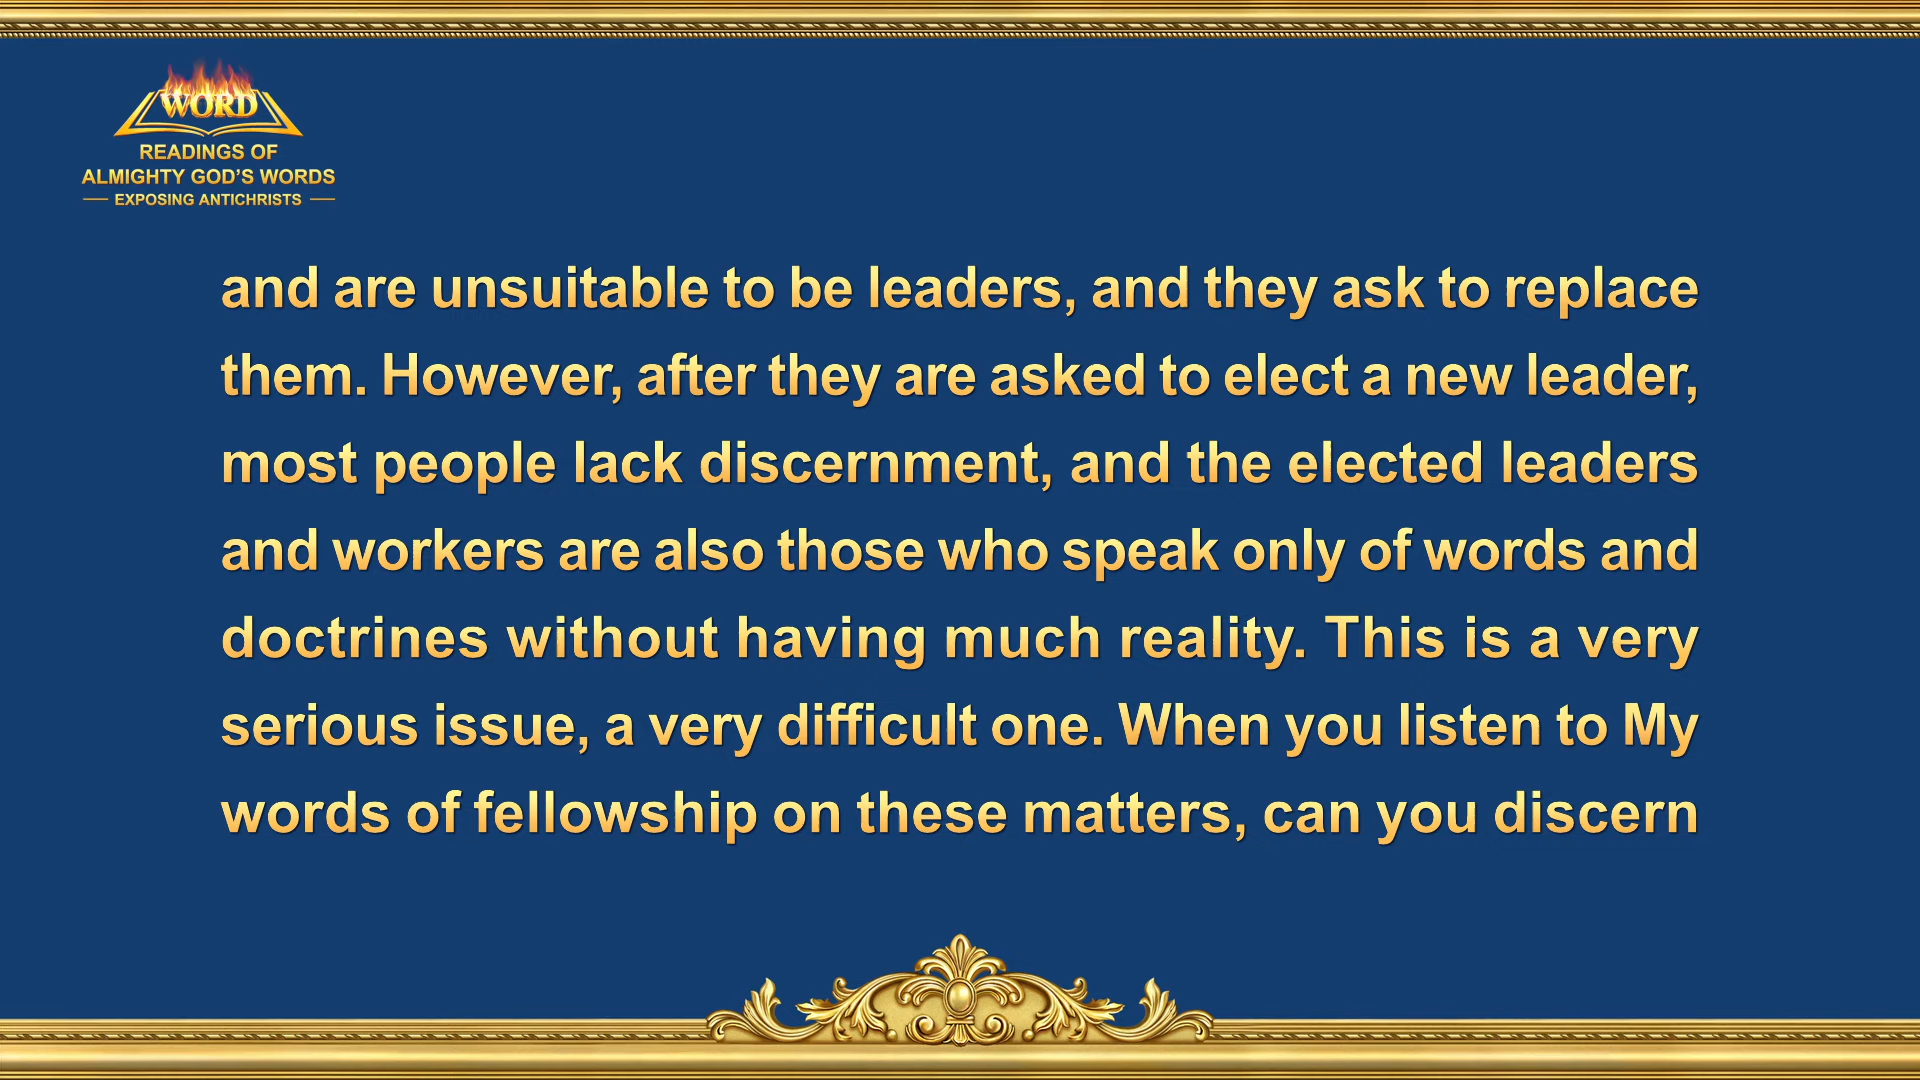 WORD
READINGS OF
ALMIGHTY GOD'S WORDS
EXPOSING ANTICHRISTS
and are unsuitable to be leaders, and they ask to replace
them. However, after they are asked to elect a new leader,
most people lack discernment, and the elected leaders
and workers are also those who speak only of words and
doctrines without having much reality. This is a very
serious issue, a very difficult one. When you listen to My
words of fellowship on these matters, can you discern